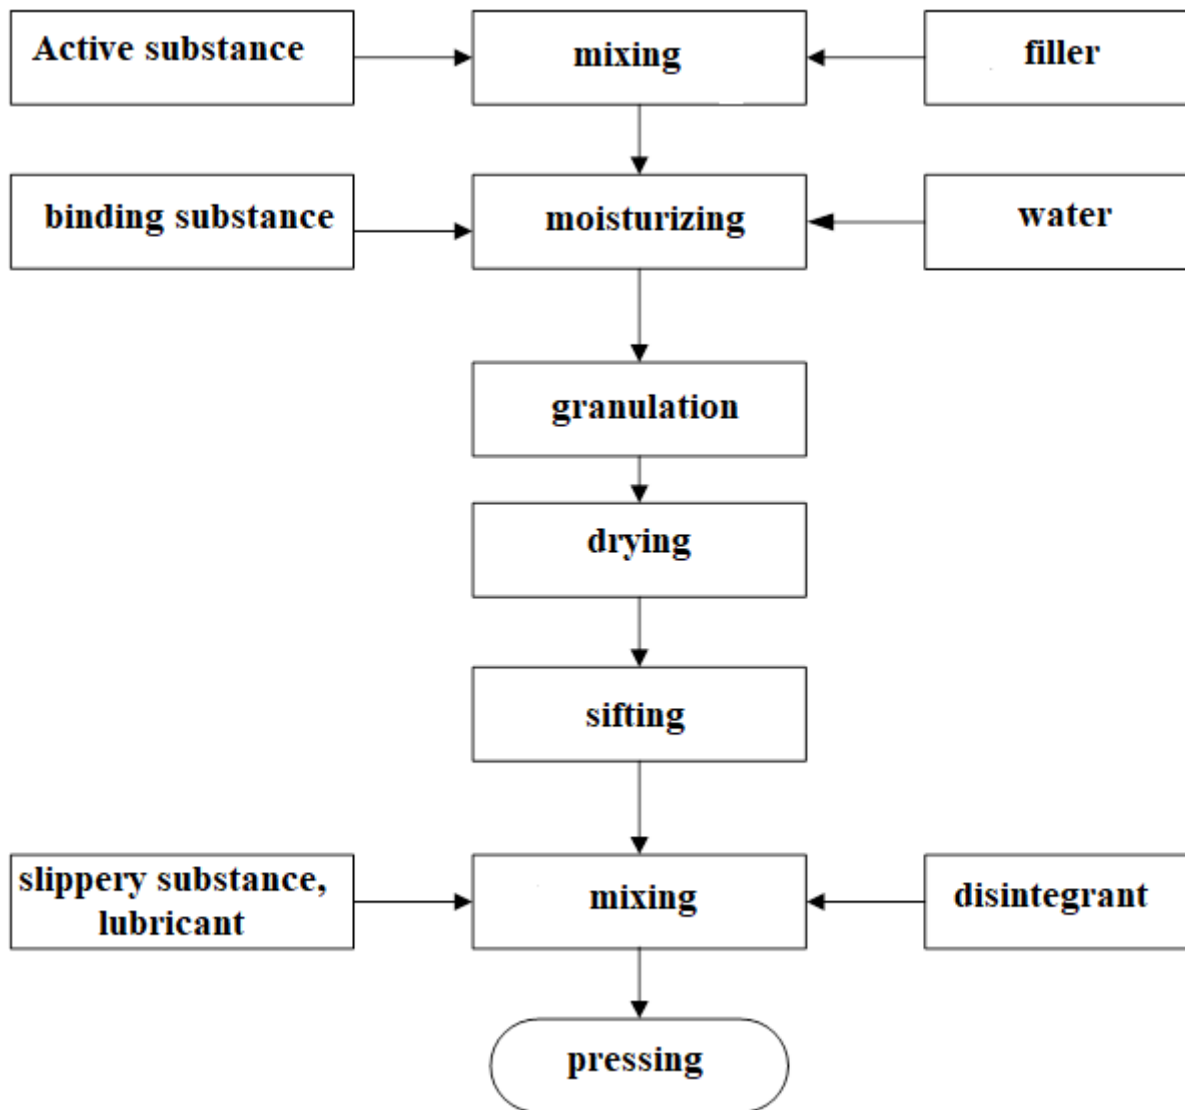 Active substance
mixing
filler
binding substance
moisturizing
water
granulation
drying
sifting
slippery substance,
lubricant
mixing
disintegrant
pressing